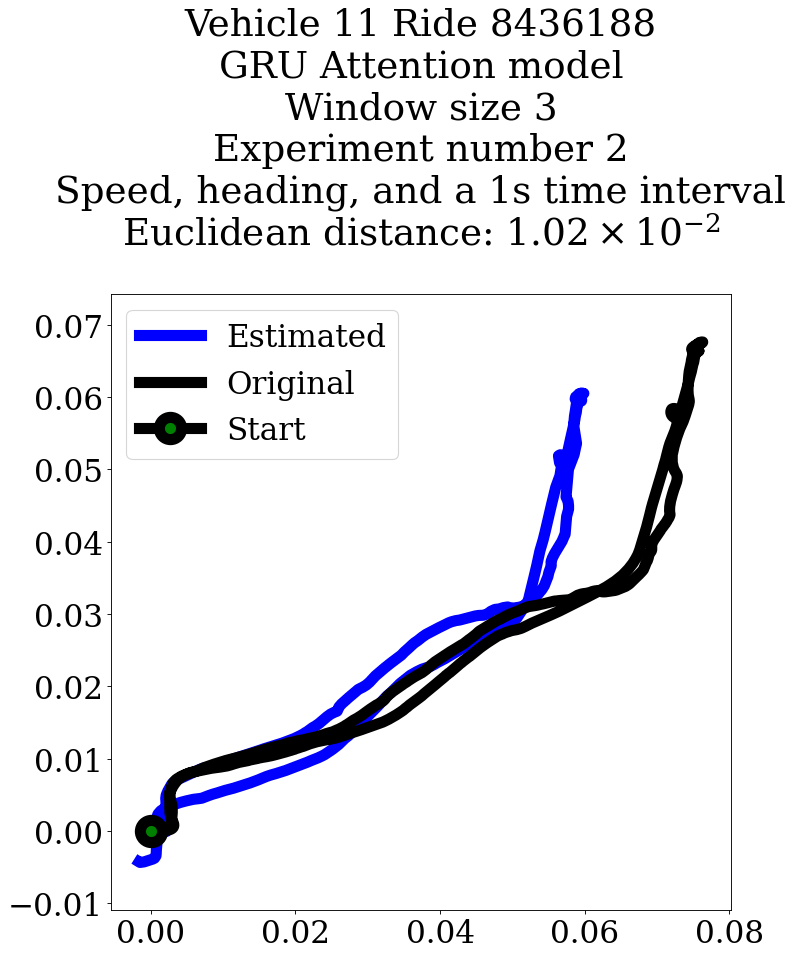 Vehicle 11 Ride 8436188
GRU Attention model
Window size 3
Experiment number 2
Speed, heading, and a 1s time interval
Euclidean distance: 1.02 × 10⁻²
Estimated
Original
Start
0.07
0.06
0.05
0.04
0.03
0.02
0.01
0.00
−0.01
0.00 0.02 0.04 0.06 0.08